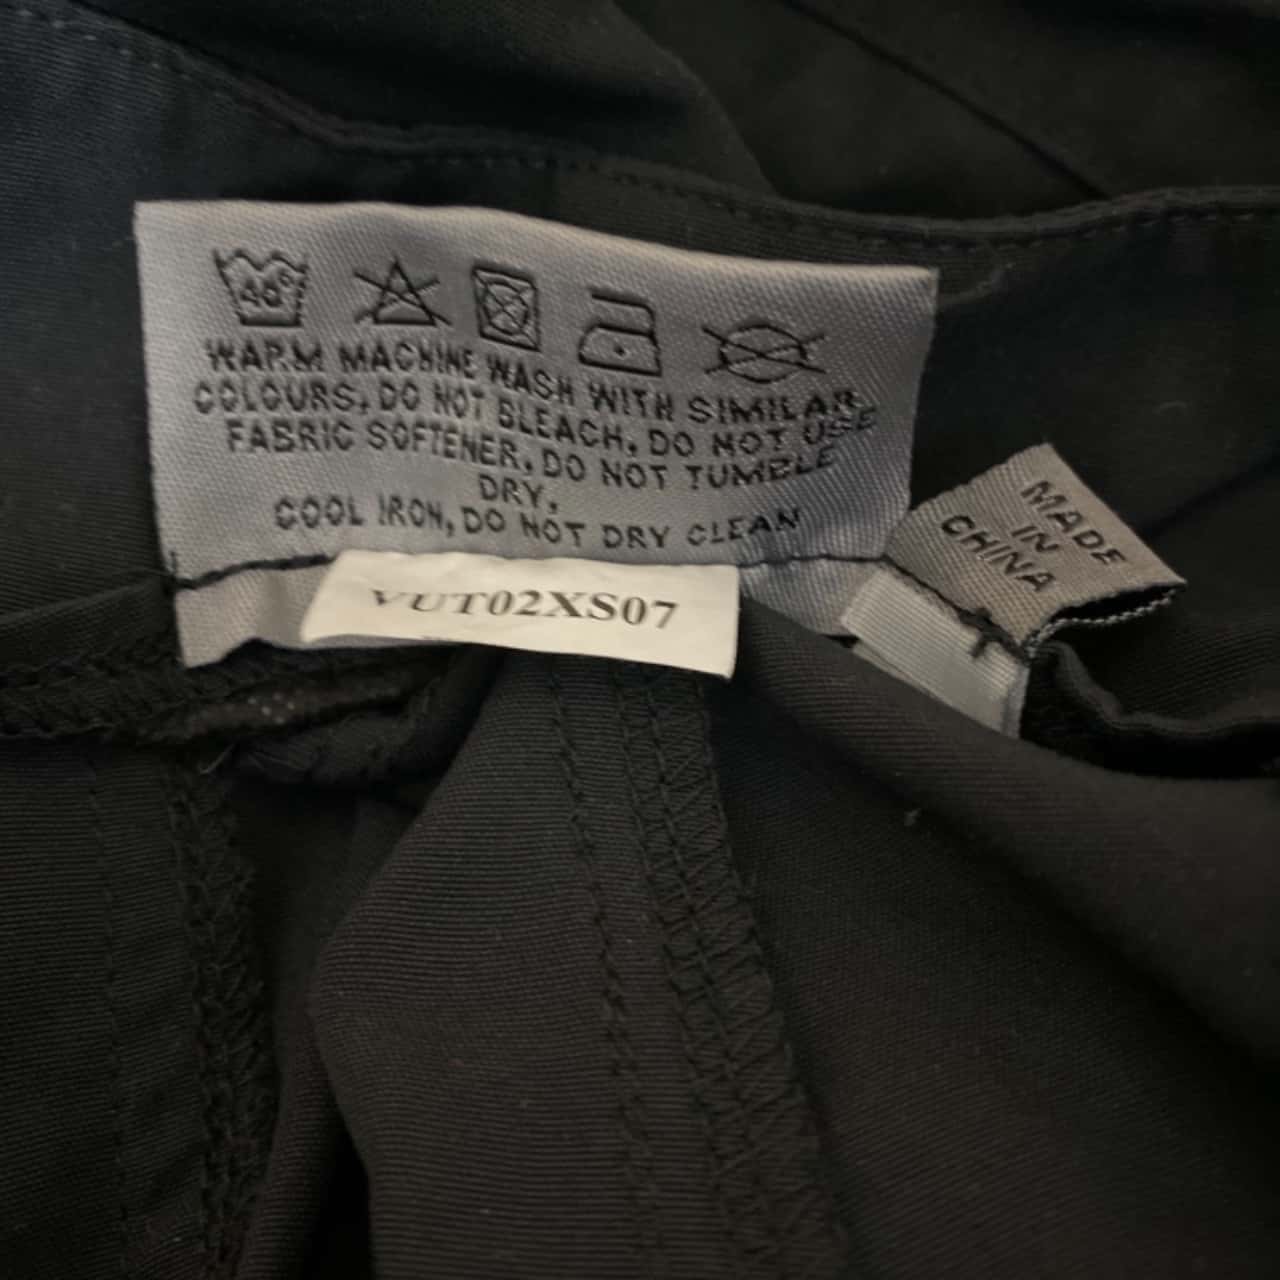 40°
WARM MACHINE WASH WITH SIMILAR
COLOURS, DO NOT BLEACH, DO NOT USE
FABRIC SOFTENER, DO NOT TUMBLE
DRY,
COOL IRON, DO NOT DRY CLEAN
VUT02XS07
MADE
IN
CHINA